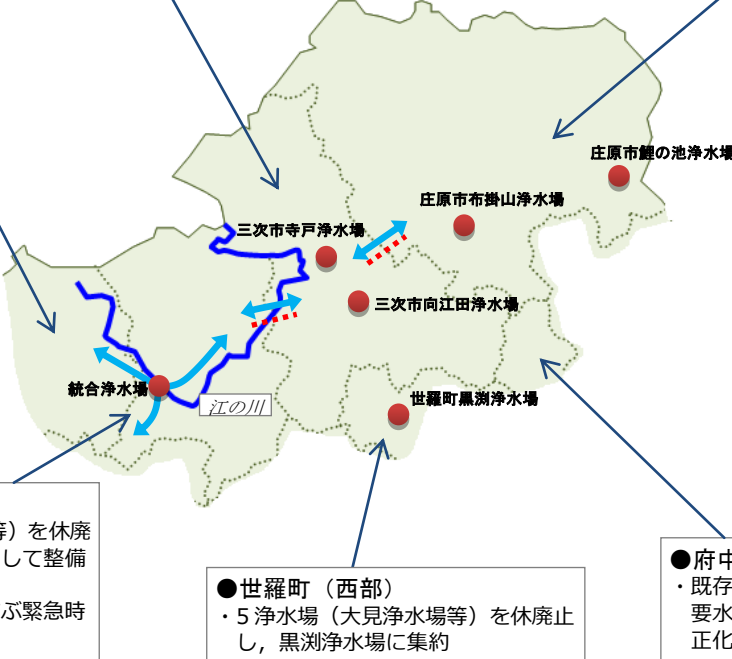 庄原市鯉の池浄水場
庄原市布掛山浄水場
三次市寺戸浄水場
三次市向江田浄水場
統合浄水場
世羅町黒渕浄水場
江の川
等）を休廃
して整備
ぶ緊急時
●世羅町（西部）
・５浄水場（大見浄水場等）を休廃止
し，黒渕浄水場に集約
●府中
・既存
要水
正化